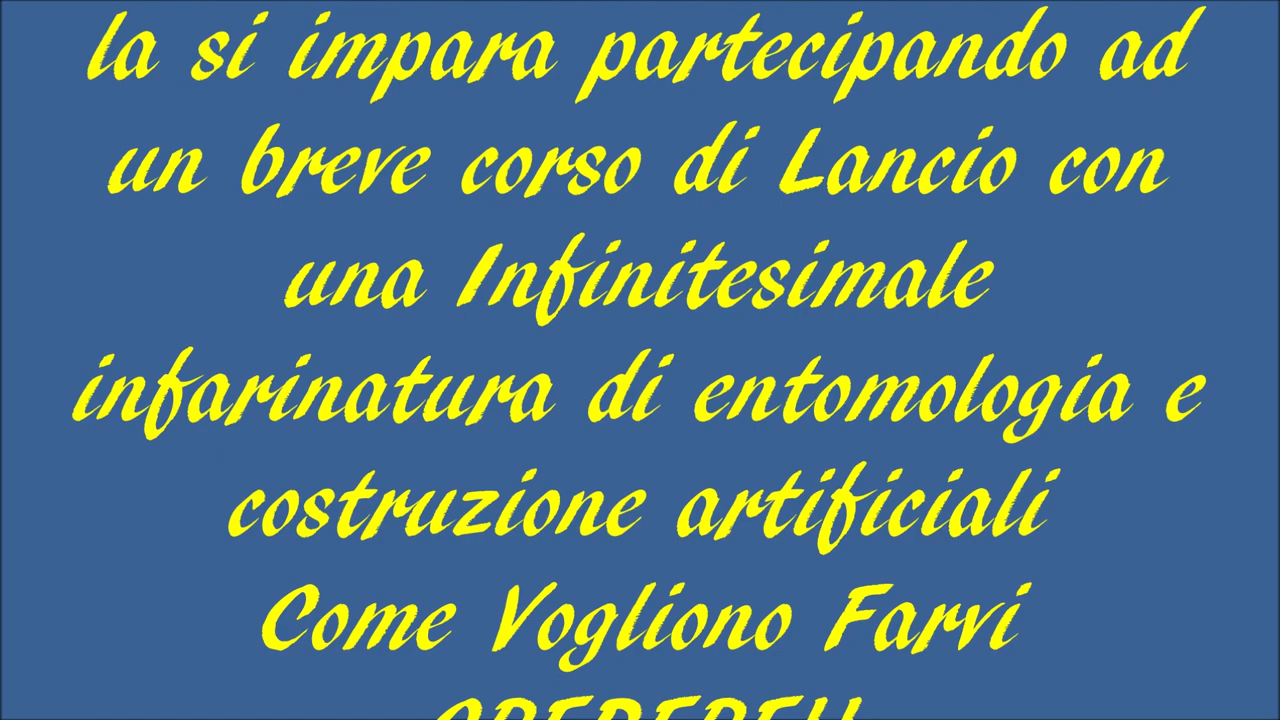 la si impara partecipando ad
un breve corso di Lancio con
una Infinitesimale
infarinatura di entomologia e
costruzione artificiali
Come Vogliono Farvi